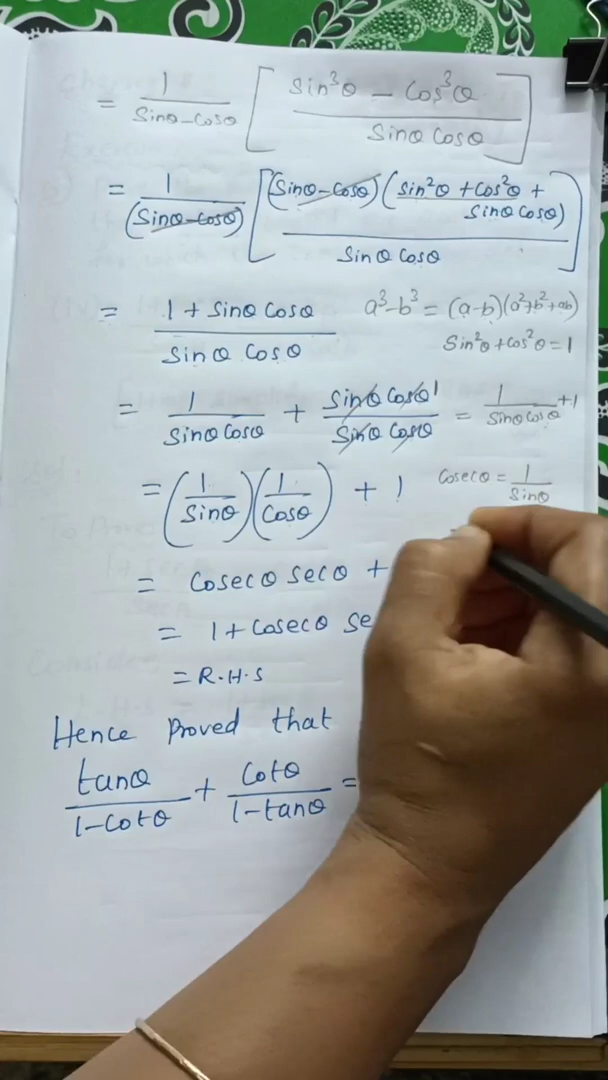 = 1/(Sinθ-Cosθ) [ (Sin³θ - Cos³θ)/(Sinθ Cosθ) ]
= 1/(Sinθ-Cosθ) [ (Sinθ-Cosθ)(Sin²θ + Cos²θ + Sinθ Cosθ)/(Sinθ Cosθ) ]
= (1 + Sinθ Cosθ)/(Sinθ Cosθ)
a³-b³ = (a-b)(a²+b²+ab)
Sin²θ + Cos²θ = 1
= 1/(Sinθ Cosθ) + (Sinθ Cosθ)/(Sinθ Cosθ) 1 = 1/(Sinθ Cosθ) +1
= (1/Sinθ)(1/Cosθ) + 1
Cosecθ = 1/Sinθ
= Cosecθ Secθ +
= 1 + Cosecθ Se
= R.H.S
Hence Proved that
tanθ/(1-Cotθ) + Cotθ/(1-tanθ) =